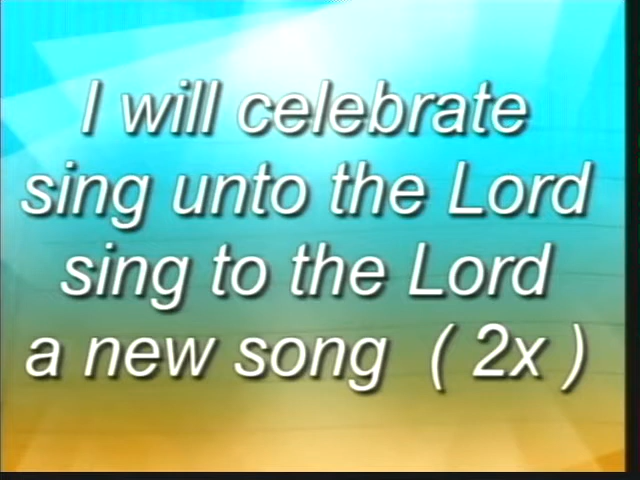 I will celebrate
sing unto the Lord
sing to the Lord
a new song ( 2x )